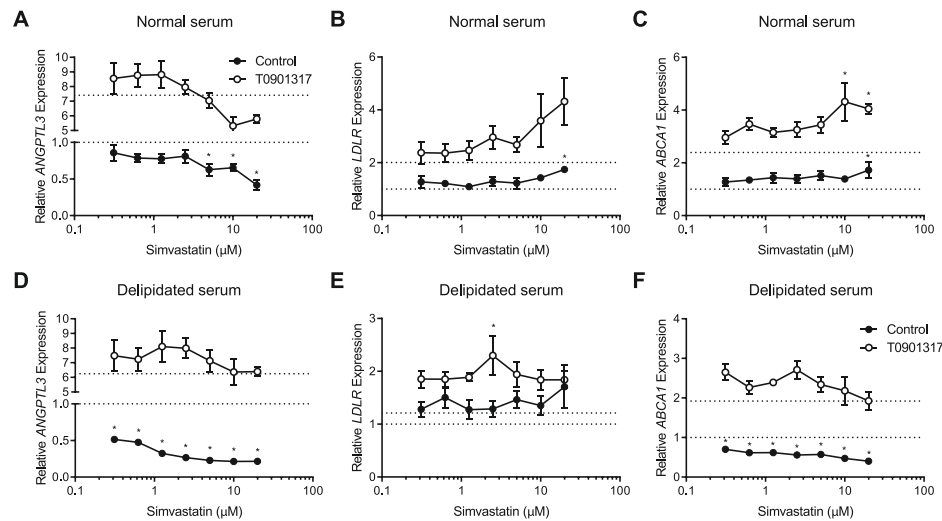 A
Normal serum
Relative ANGPTL3 Expression
10
9
8
7
6
5
1.0
0.5
0.0
Control
T0901317
* * *
0.1 1 10 100
Simvastatin (µM)
B
Normal serum
Relative LDLR Expression
6
4
2
0
*
0.1 1 10 100
Simvastatin (µM)
C
Normal serum
Relative ABCA1 Expression
6
4
2
0
* *
*
0.1 1 10 100
Simvastatin (µM)
D
Delipidated serum
Relative ANGPTL3 Expression
10
9
8
7
6
5
4
1.0
0.5
0.0
* * * * * * *
0.1 1 10 100
Simvastatin (µM)
E
Delipidated serum
Relative LDLR Expression
3
2
1
0
*
0.1 1 10 100
Simvastatin (µM)
F
Delipidated serum
Relative ABCA1 Expression
4
3
2
1
0
Control
T0901317
* * * * * * *
0.1 1 10 100
Simvastatin (µM)